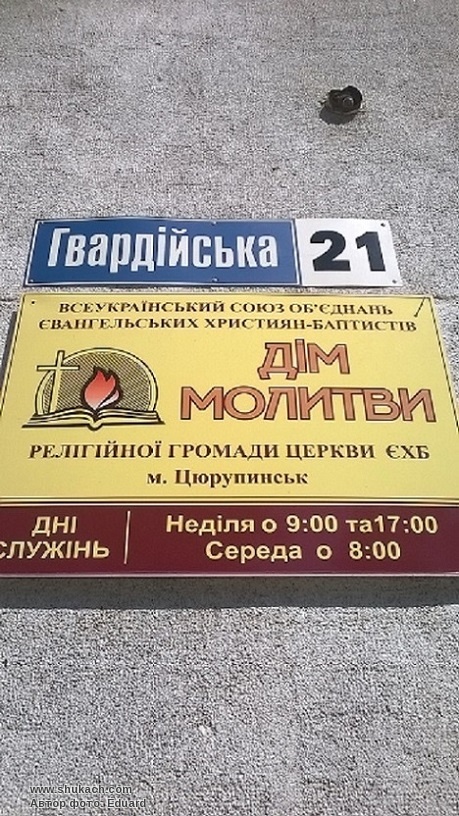 Гвардійська 21
ВСЕУКРАЇНСЬКИЙ СОЮЗ ОБ'ЄДНАНЬ
ЄВАНГЕЛЬСЬКИХ ХРИСТИЯН-БАПТИСТІВ
ДІМ
МОЛИТВИ
РЕЛІГІЙНОЇ ГРОМАДИ ЦЕРКВИ ЄХБ
м. Цюрупинськ
ДНІ
СЛУЖІНЬ
Неділя о 9:00 та17:00
Середа о 8:00
www.shukach.com
Автор фото: Eduard